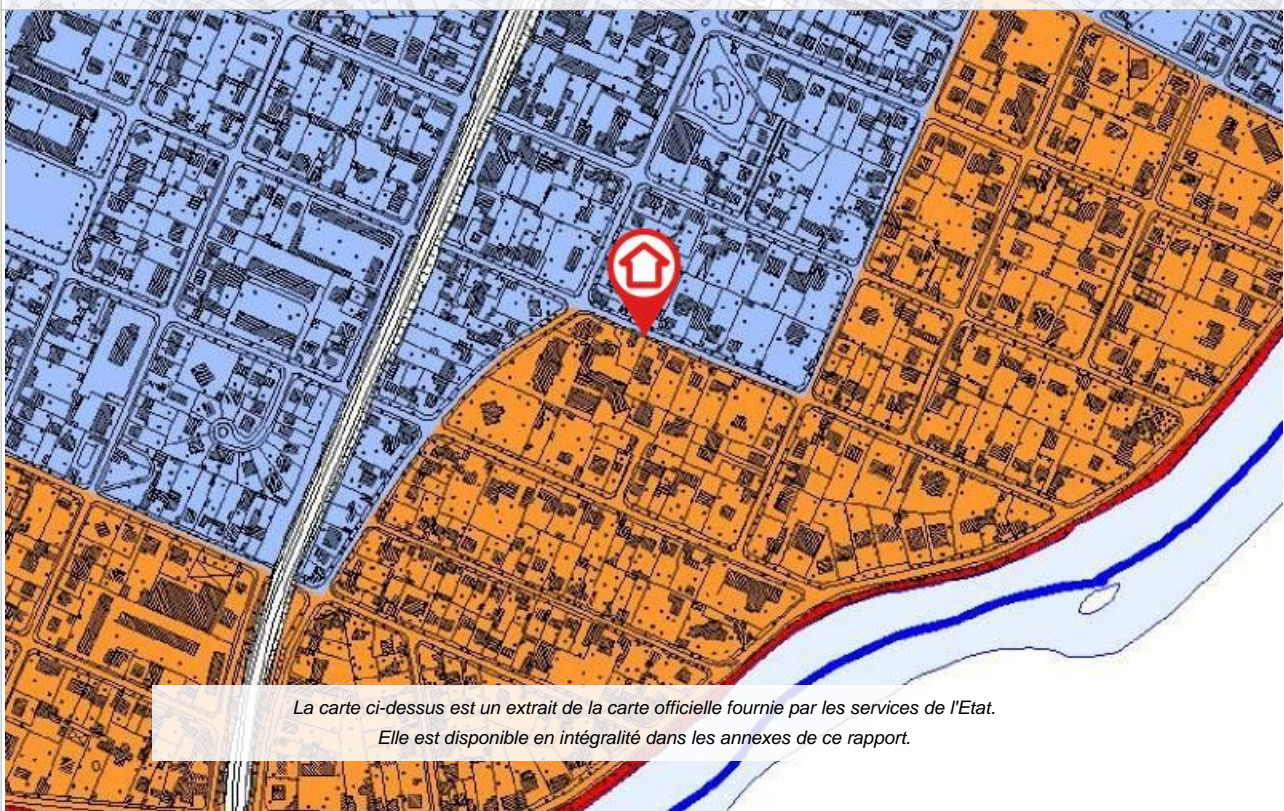 La carte ci-dessus est un extrait de la carte officielle fournie par les services de l'Etat.
Elle est disponible en intégralité dans les annexes de ce rapport.